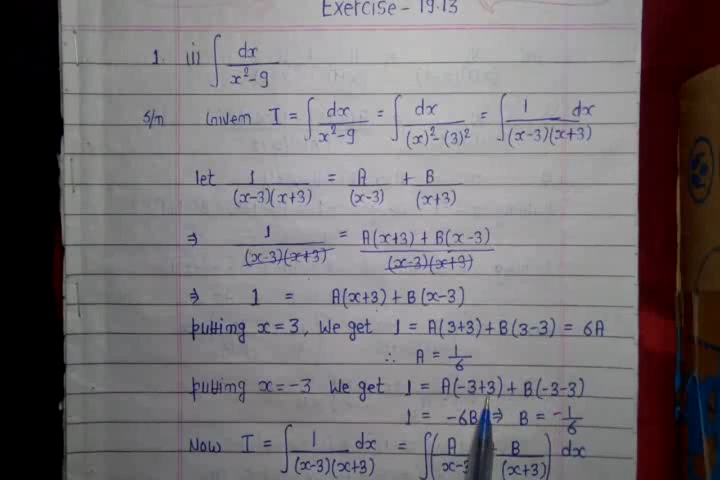 Exercise - 19.13
1. (i) ∫ dx/(x²-9)
S/n Given I = ∫ dx/(x²-9) = ∫ dx/((x)²-(3)²) = ∫ 1/((x-3)(x+3)) dx
let 1/((x-3)(x+3)) = A/(x-3) + B/(x+3)
⇒ 1/((x-3)(x+3)) = (A(x+3) + B(x-3))/((x-3)(x+3))
⇒ 1 = A(x+3) + B(x-3)
putting x=3, We get 1 = A(3+3) + B(3-3) = 6A
∴ A = 1/6
putting x=-3 We get 1 = A(-3+3) + B(-3-3)
1 = -6B ⇒ B = -1/6
Now I = ∫ 1/((x-3)(x+3)) dx = ∫(A/(x-3 B/(x+3)) dx